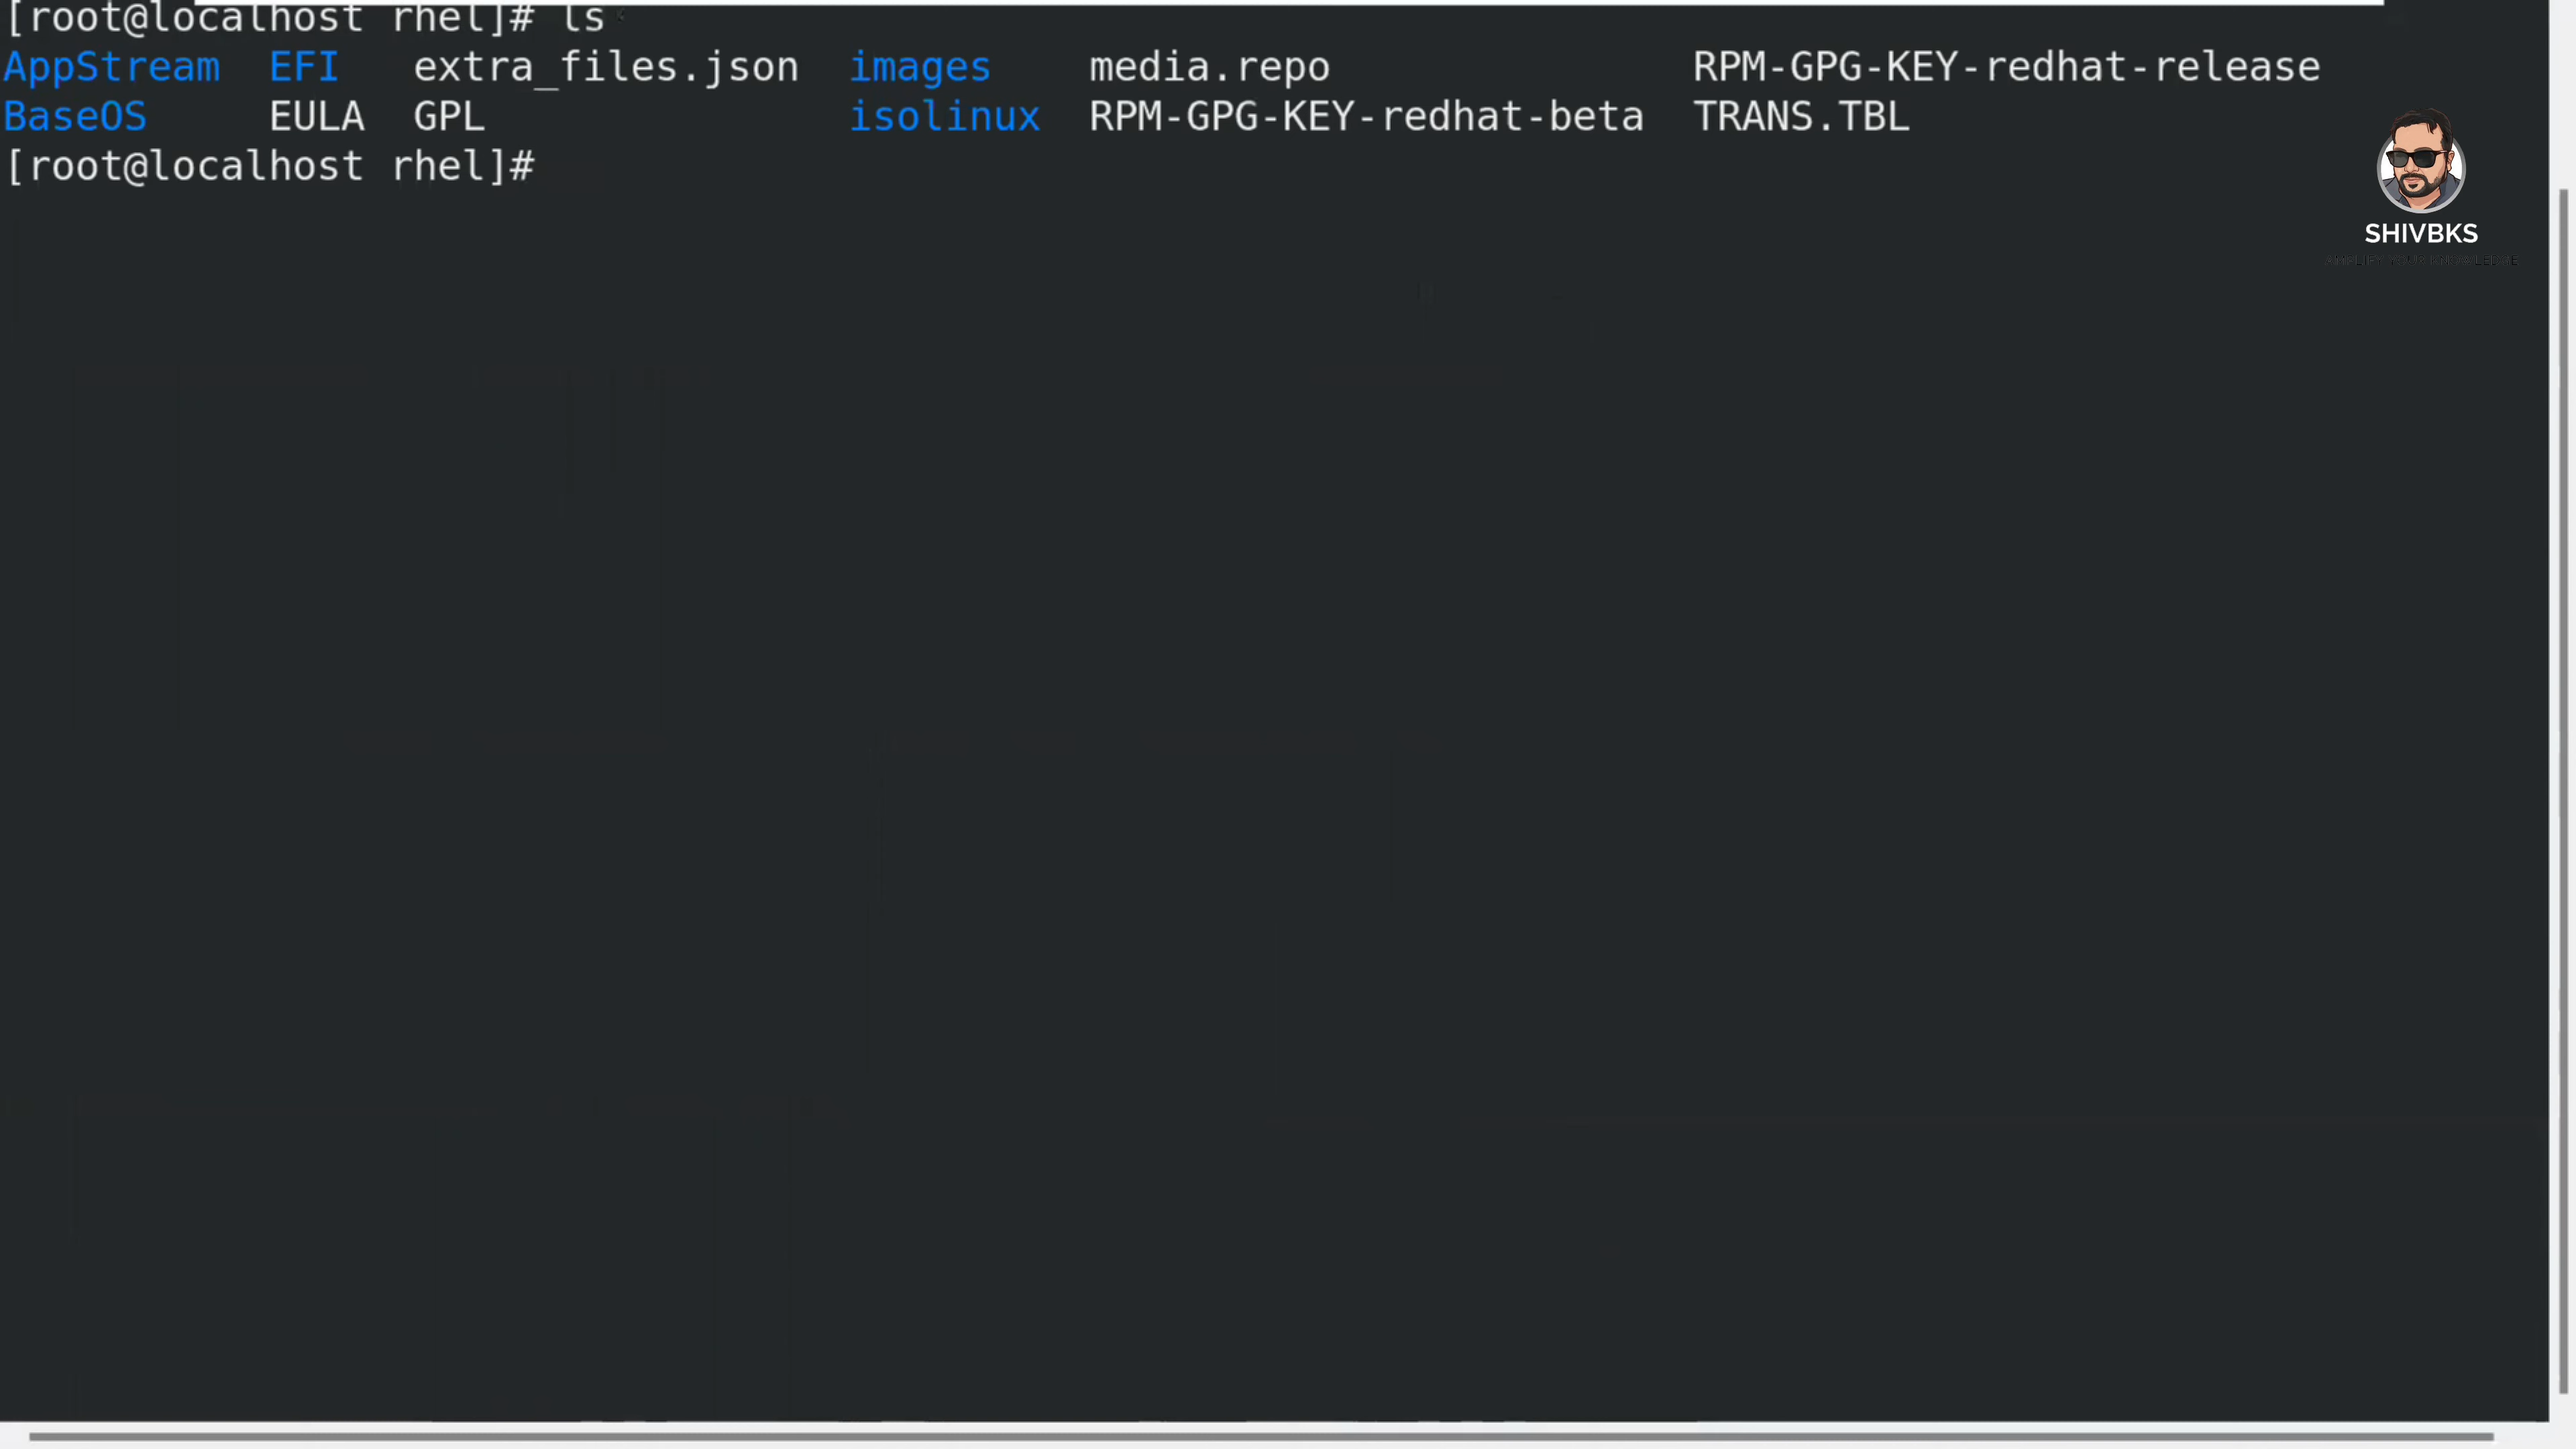 [root@localhost rhel]# ls
AppStream  EFI   extra_files.json  images    media.repo               RPM-GPG-KEY-redhat-release
BaseOS     EULA  GPL               isolinux  RPM-GPG-KEY-redhat-beta  TRANS.TBL
[root@localhost rhel]#
SHIVBKS